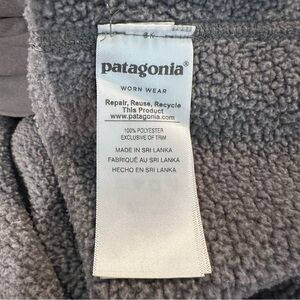 patagonia®
WORN WEAR
Repair, Reuse, Recycle
This Product
www.patagonia.com
100% POLYESTER
EXCLUSIVE OF TRIM
MADE IN SRI LANKA
FABRIQUÉ AU SRI LANKA
HECHO EN SRI LANKA